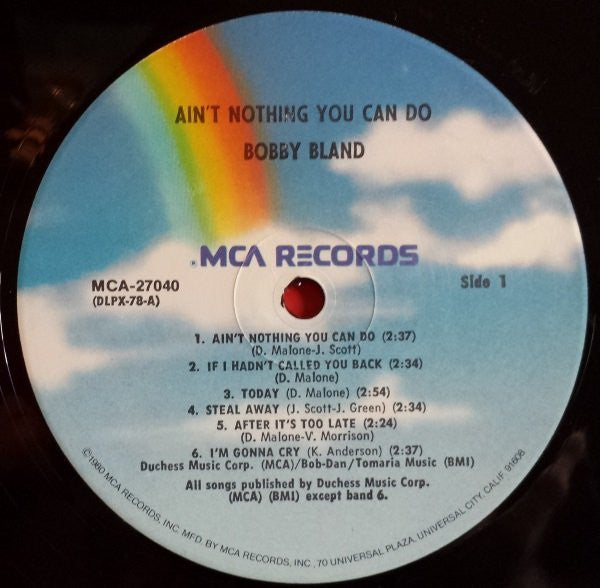 AIN'T NOTHING YOU CAN DO
BOBBY BLAND
MCA RECORDS
MCA-27040
(DLPX-78-A)
Side 1
1. AIN'T NOTHING YOU CAN DO (2:37)
(D. Malone-J. Scott)
2. IF I HADN'T CALLED YOU BACK (2:34)
(D. Malone)
3. TODAY (D. Malone) (2:54)
4. STEAL AWAY (J. Scott-J. Green) (2:34)
5. AFTER IT'S TOO LATE (2:24)
(D. Malone-V. Morrison)
6. I'M GONNA CRY (K. Anderson) (2:37)
Duchess Music Corp. (MCA)/Bob-Dan/Tomaria Music (BMI)
All songs published by Duchess Music Corp.
(MCA) (BMI) except band 6.
©1980 MCA RECORDS, INC. MFD. BY MCA RECORDS, INC., 70 UNIVERSAL PLAZA, UNIVERSAL CITY, CALIF. 91608